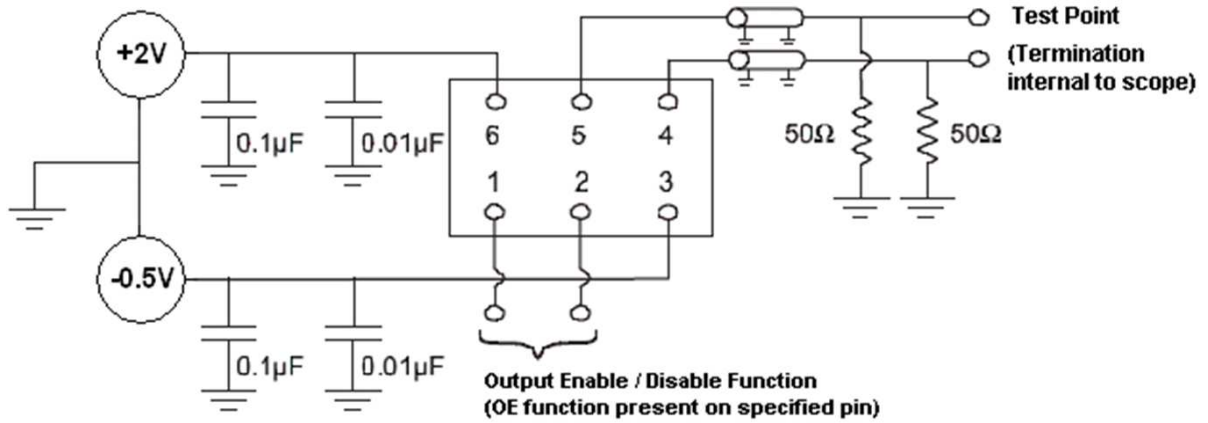 Test Point
(Termination
internal to scope)
+2V
0.1µF
0.01µF
6
5
4
50Ω
50Ω
1
2
3
-0.5V
0.1µF
0.01µF
Output Enable / Disable Function
(OE function present on specified pin)